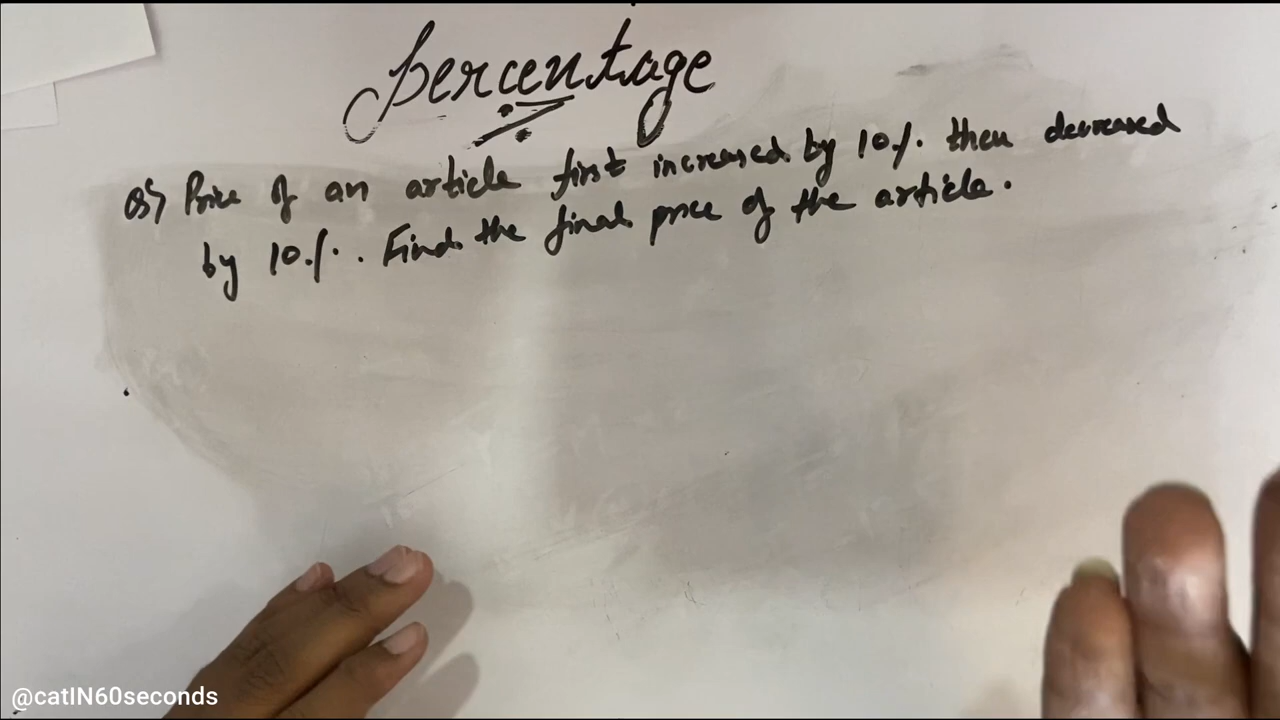 Percentage
Q5) Price of an article first increased by 10%. then decreased
by 10%. Find the final price of the article.
@catIN60seconds